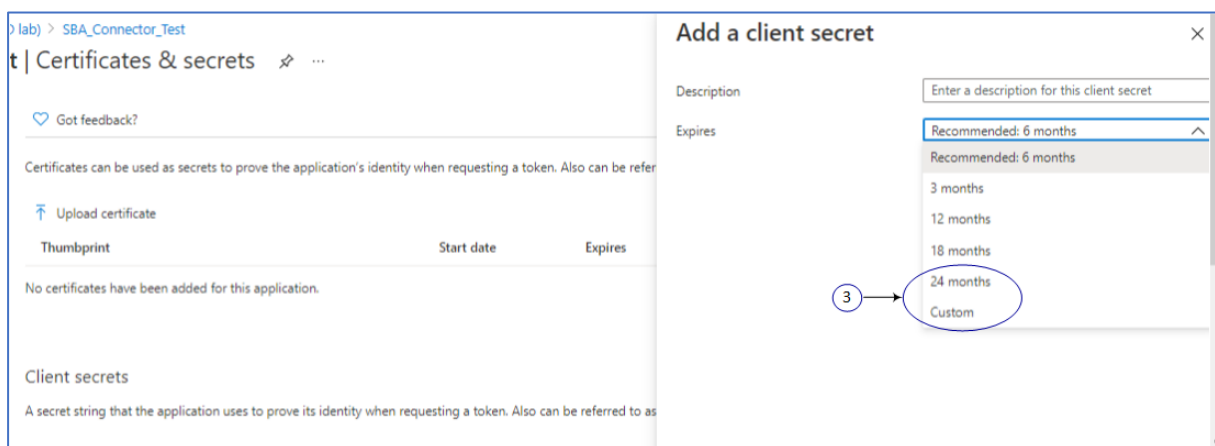 lab) > SBA_Connector_Test
t | Certificates & secrets ...
Got feedback?
Certificates can be used as secrets to prove the application's identity when requesting a token. Also can be refer
Upload certificate
Thumbprint Start date Expires
No certificates have been added for this application.
Client secrets
A secret string that the application uses to prove its identity when requesting a token. Also can be referred to as
Add a client secret
Description Enter a description for this client secret
Expires Recommended: 6 months
Recommended: 6 months
3 months
12 months
18 months
24 months
3
Custom